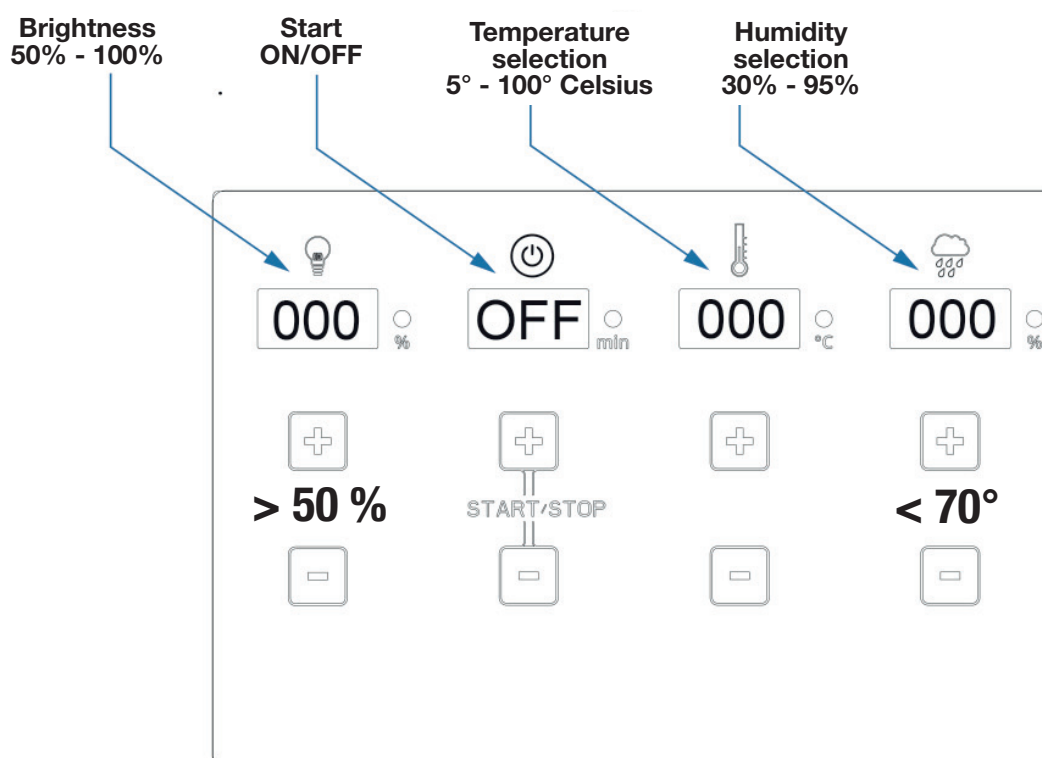 Brightness
50% - 100%
Start
ON/OFF
Temperature
selection
5° - 100° Celsius
Humidity
selection
30% - 95%
000
%
OFF
min
000
°C
000
%
> 50 %
START/STOP
< 70°